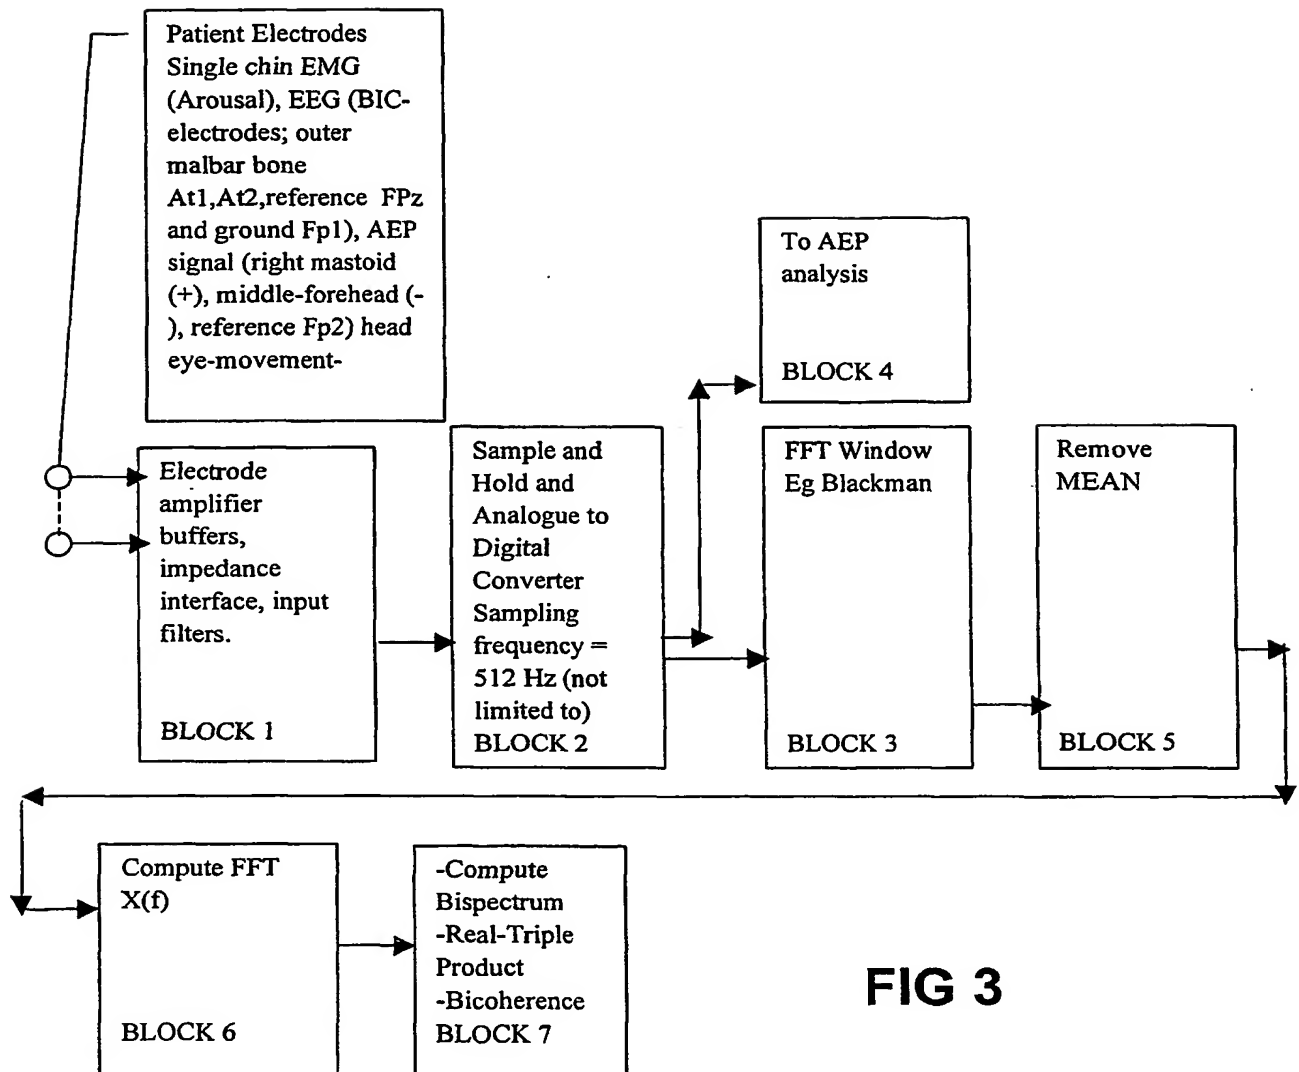 Patient Electrodes
Single chin EMG
(Arousal), EEG (BIC-
electrodes; outer
malbar bone
At1,At2,reference FPz
and ground Fp1), AEP
signal (right mastoid
(+), middle-forehead (-
), reference Fp2) head
eye-movement-
Electrode
amplifier
buffers,
impedance
interface, input
filters.
BLOCK 1
Sample and
Hold and
Analogue to
Digital
Converter
Sampling
frequency =
512 Hz (not
limited to)
BLOCK 2
To AEP
analysis
BLOCK 4
FFT Window
Eg Blackman
BLOCK 3
Remove
MEAN
BLOCK 5
Compute FFT
X(f)
BLOCK 6
-Compute
Bispectrum
-Real-Triple
Product
-Bicoherence
BLOCK 7
FIG 3